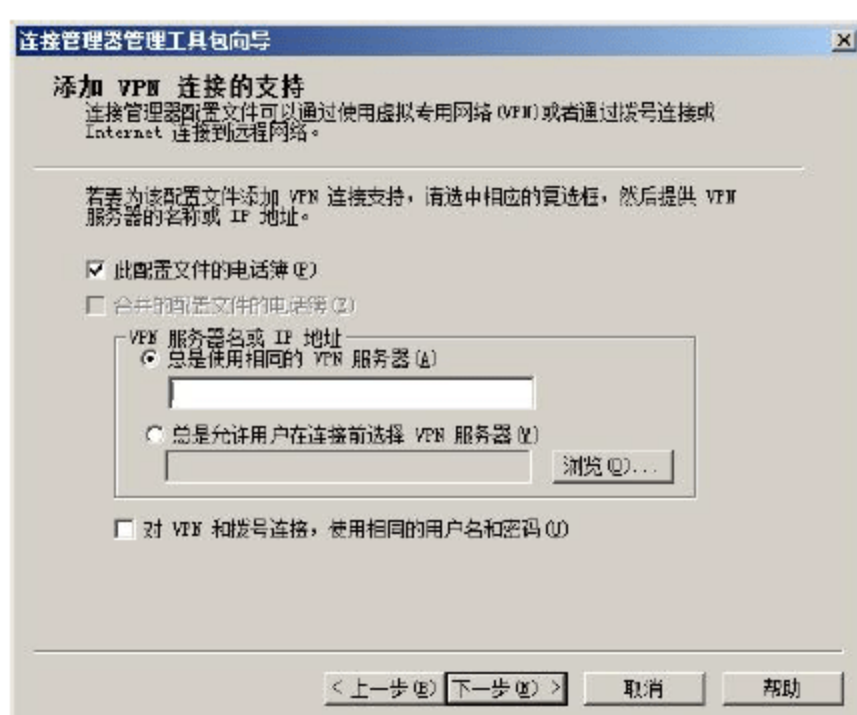 连接管理器管理工具包向导
添加 VPN 连接的支持
连接管理器配置文件可以通过使用虚拟专用网络(VPN)或者通过拨号连接或
Internet 连接到远程网络。
若要为该配置文件添加 VPN 连接支持，请选中相应的复选框，然后提供 VPN
服务器的名称或 IP 地址。
此配置文件的电话簿(P)
合并的配置文件的电话簿(Z)
VPN 服务器名或 IP 地址
总是使用相同的 VPN 服务器(A)
总是允许用户在连接前选择 VPN 服务器(Y)
浏览(O)...
对 VPN 和拨号连接，使用相同的用户名和密码(U)
<上一步(B)
下一步(N)>
取消
帮助